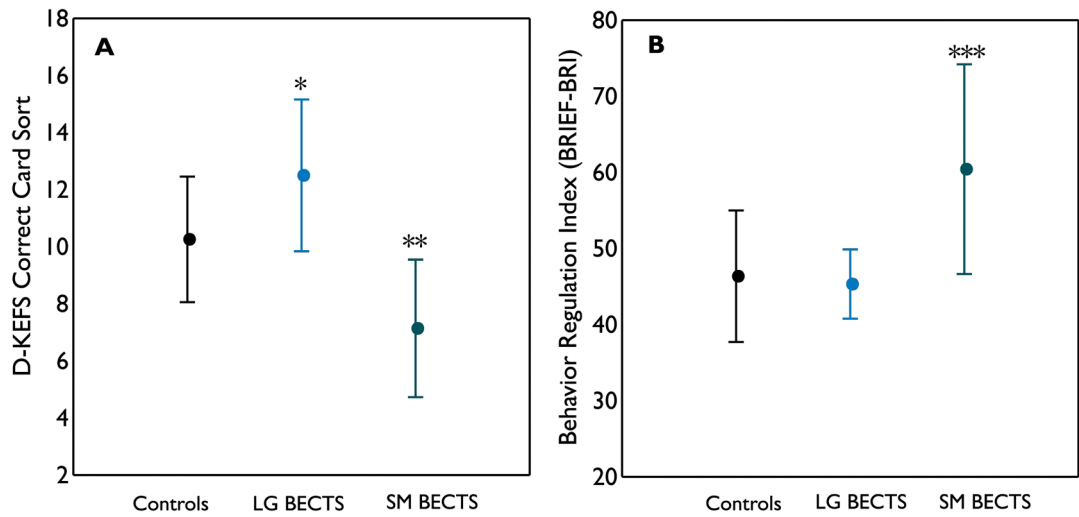 A
D-KEFS Correct Card Sort
18
16
14
12
10
8
6
4
2
*
**
Controls
LG BECTS
SM BECTS
B
Behavior Regulation Index (BRIEF-BRI)
80
70
60
50
40
30
20
***
Controls
LG BECTS
SM BECTS